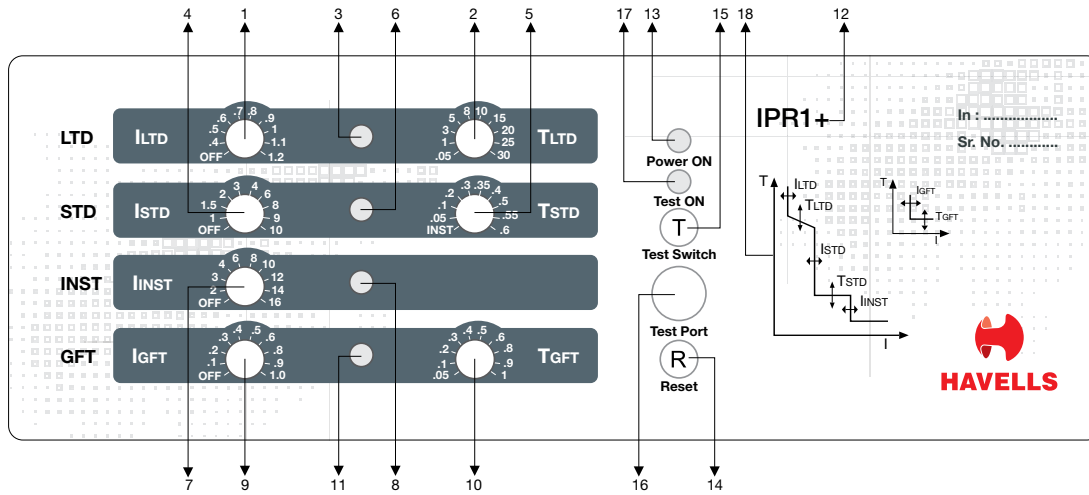 4 1 3 6 2 5 17 13 15 18 12
LTD ILTD OFF .4 .5 .6 .7 .8 .9 1 1.1 1.2 .05 1 3 5 8 10 15 20 25 30 TLTD
STD ISTD OFF 1 1.5 2 3 4 6 8 9 10 INST .05 .1 .2 .3 .35 .4 .5 .55 .6 TSTD
INST IINST OFF 2 3 4 6 8 10 12 14 16
GFT IGFT OFF .1 .2 .3 .4 .5 .6 .8 .9 1.0 .05 .1 .2 .3 .4 .5 .6 .8 .9 1 TGFT
Power ON
Test ON
T
Test Switch
Test Port
R
Reset
IPR1+
In : ..................
Sr. No. ............
T ILTD
TLTD
ISTD
TSTD
IINST
I
T IGFT
TGFT
I
HAVELLS
7 9 11 8 10 16 14